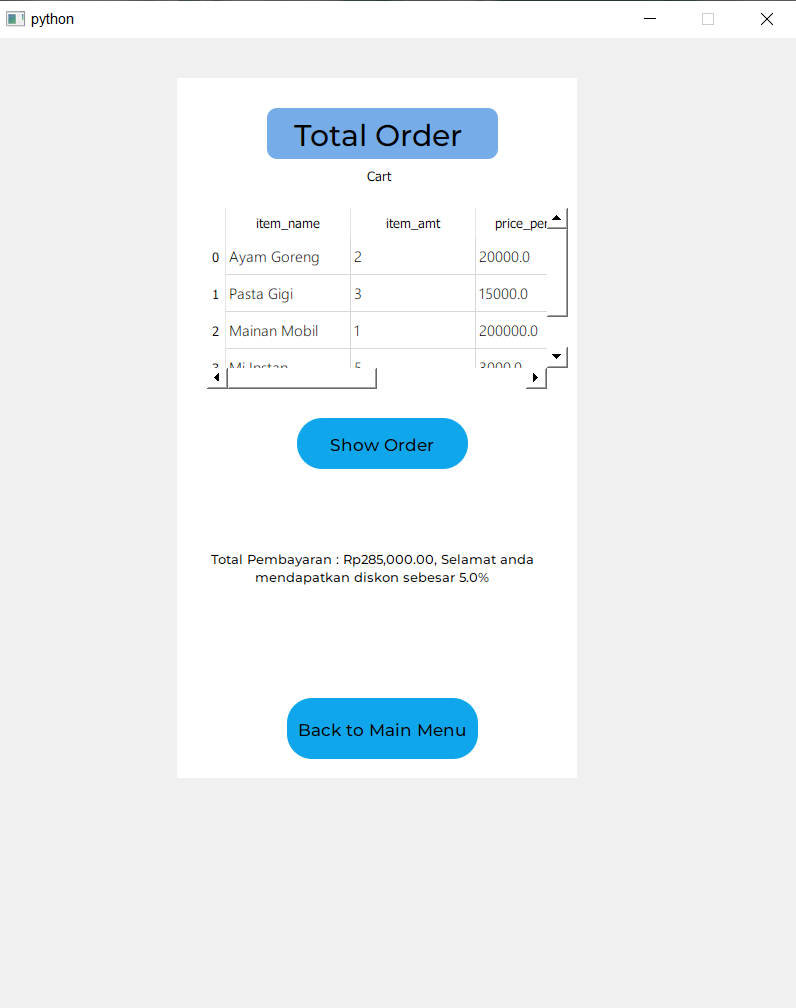 python
Total Order
Cart
item_name item_amt price_per
0 Ayam Goreng 2 20000.0
1 Pasta Gigi 3 15000.0
2 Mainan Mobil 1 200000.0
3 Mi Instan 5 3000.0
Show Order
Total Pembayaran : Rp285,000.00, Selamat anda
mendapatkan diskon sebesar 5.0%
Back to Main Menu